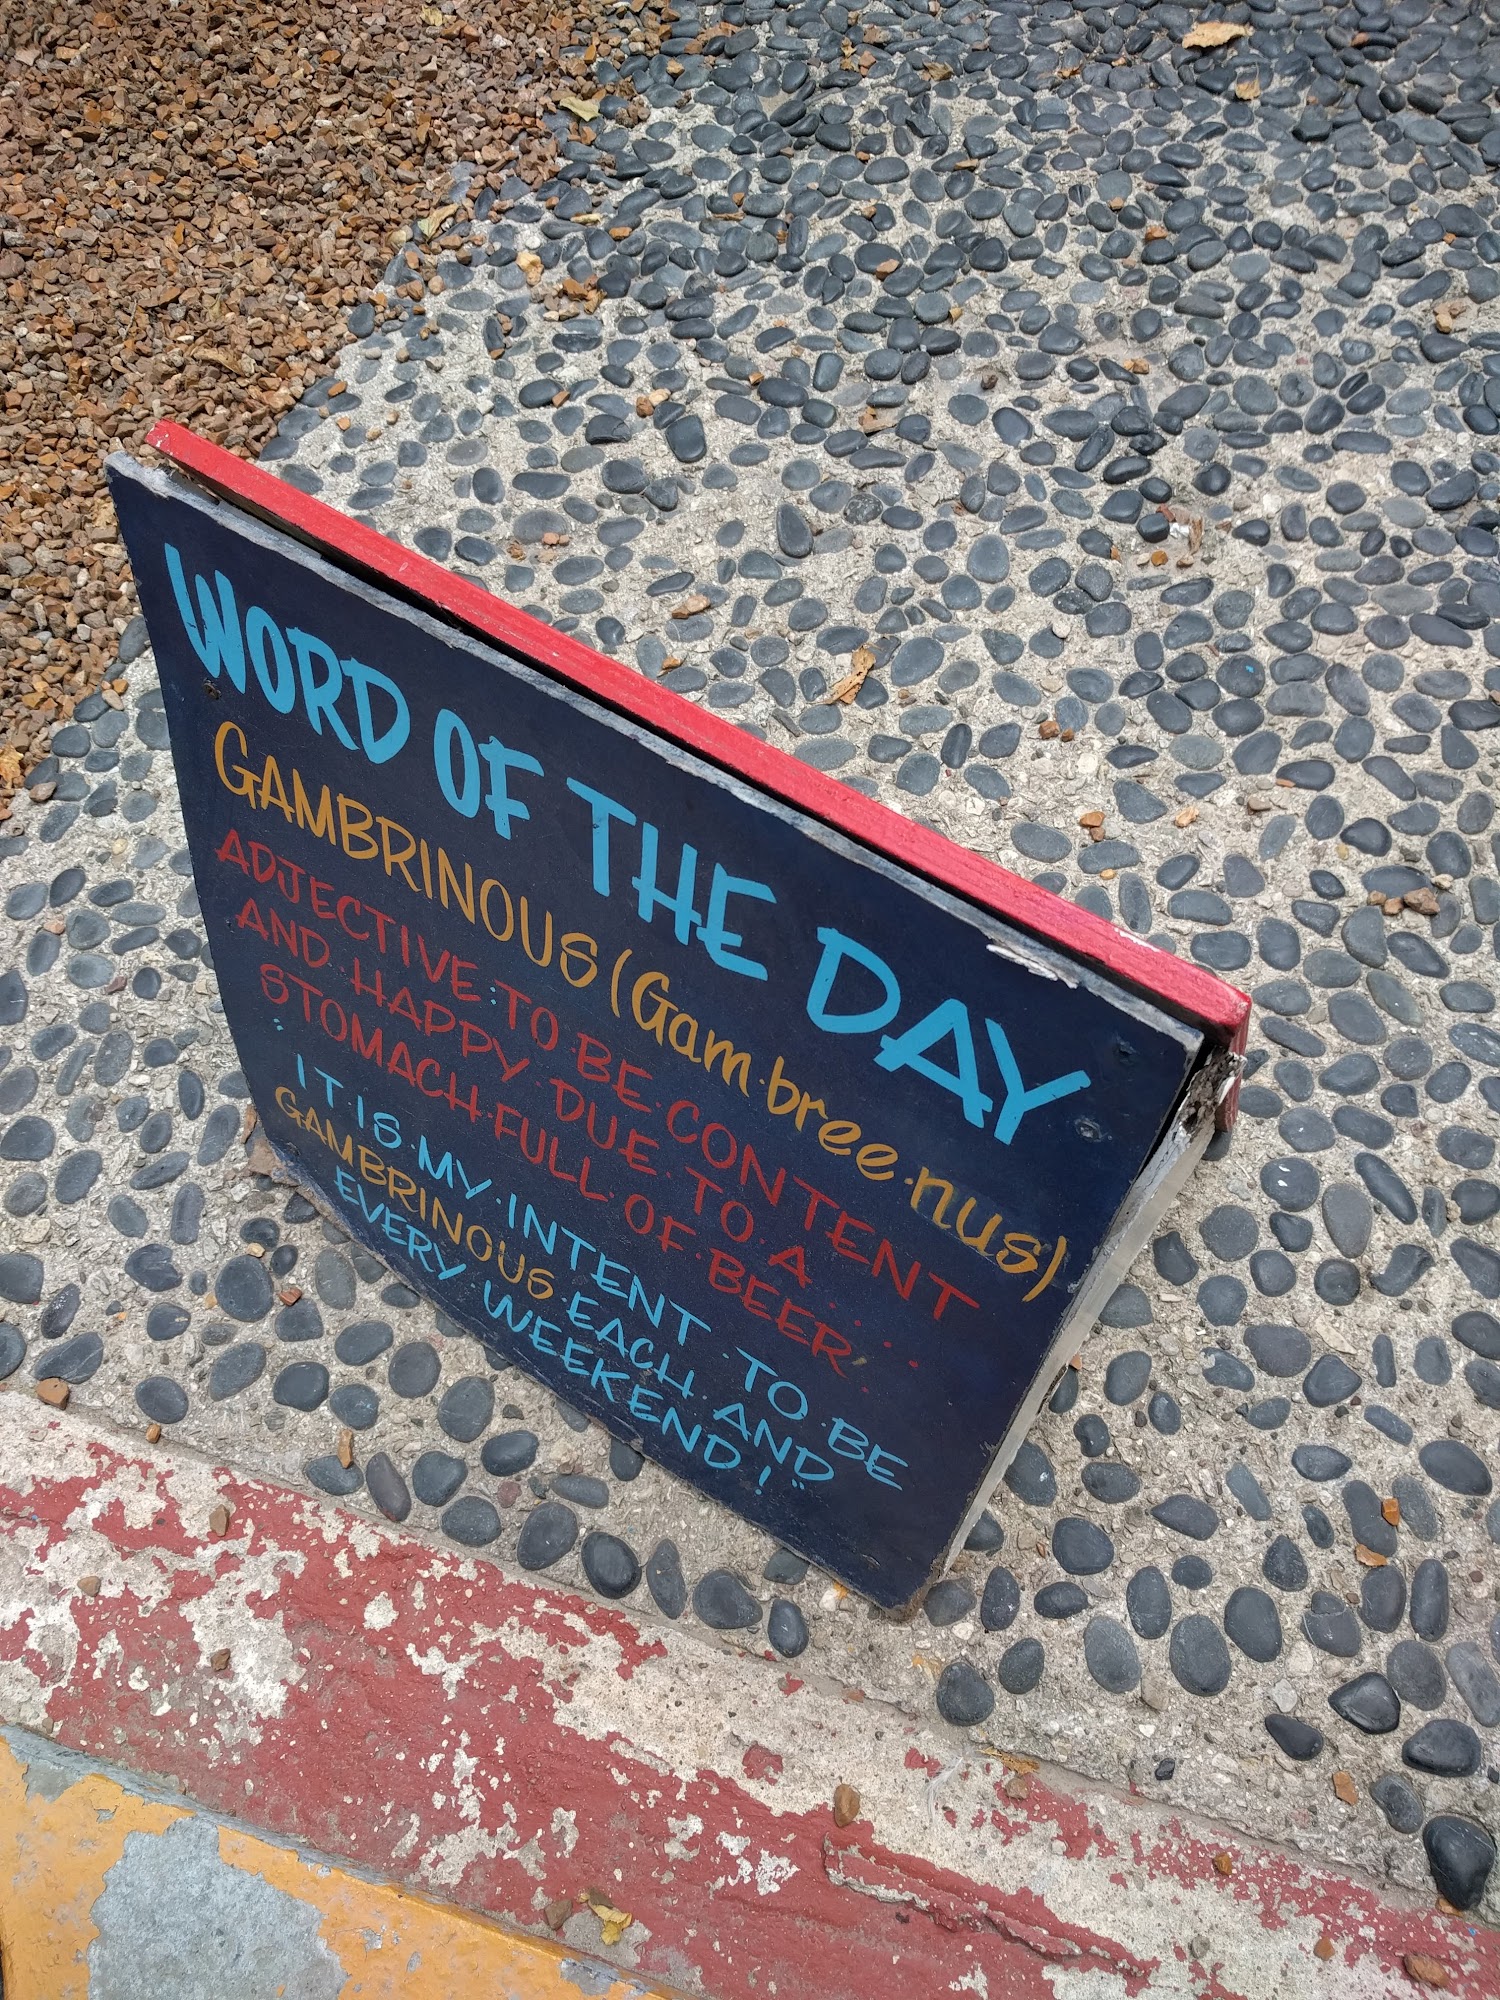 WORD OF THE DAY
GAMBRINOUS (Gam·bree·nus)
ADJECTIVE: TO·BE·CONTENT
AND·HAPPY·DUE·TO·A
STOMACH·FULL·OF·BEER...
: IT·IS·MY·INTENT·TO·BE
GAMBRINOUS·EACH·AND
EVERY·WEEKEND!